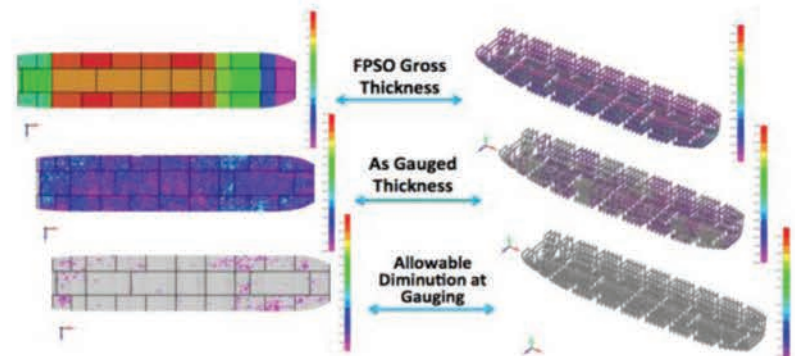 FPSO Gross
Thickness
As Gauged
Thickness
Allowable
Diminution at
Gauging